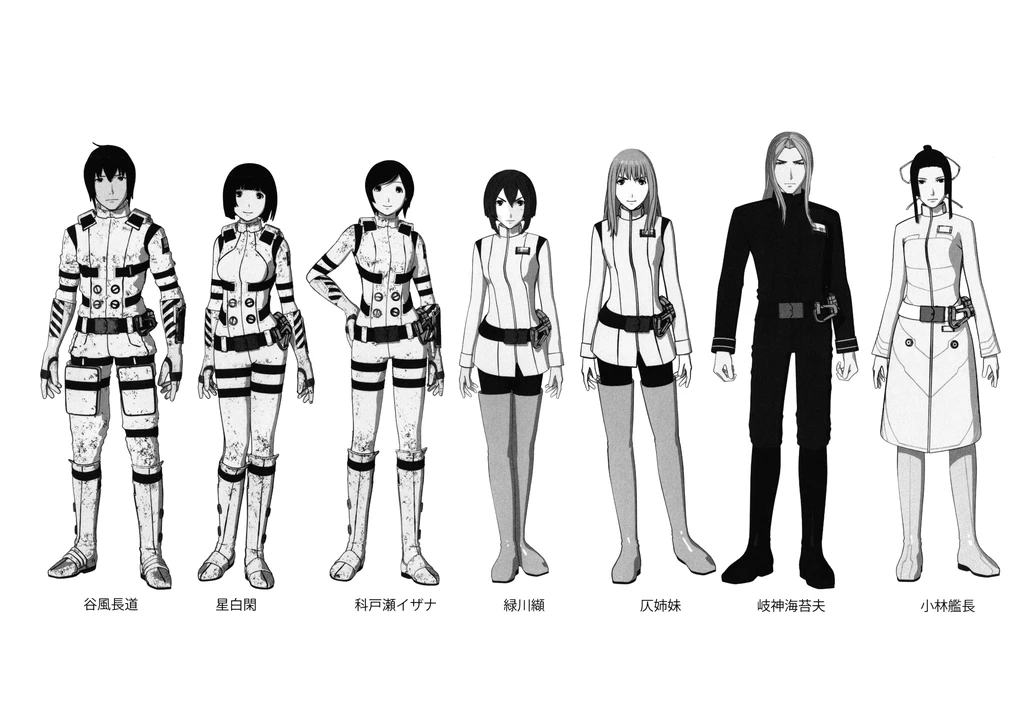 谷風長道
星白閑
科戸瀬イザナ
緑川纈
仄姉妹
岐神海苔夫
小林艦長